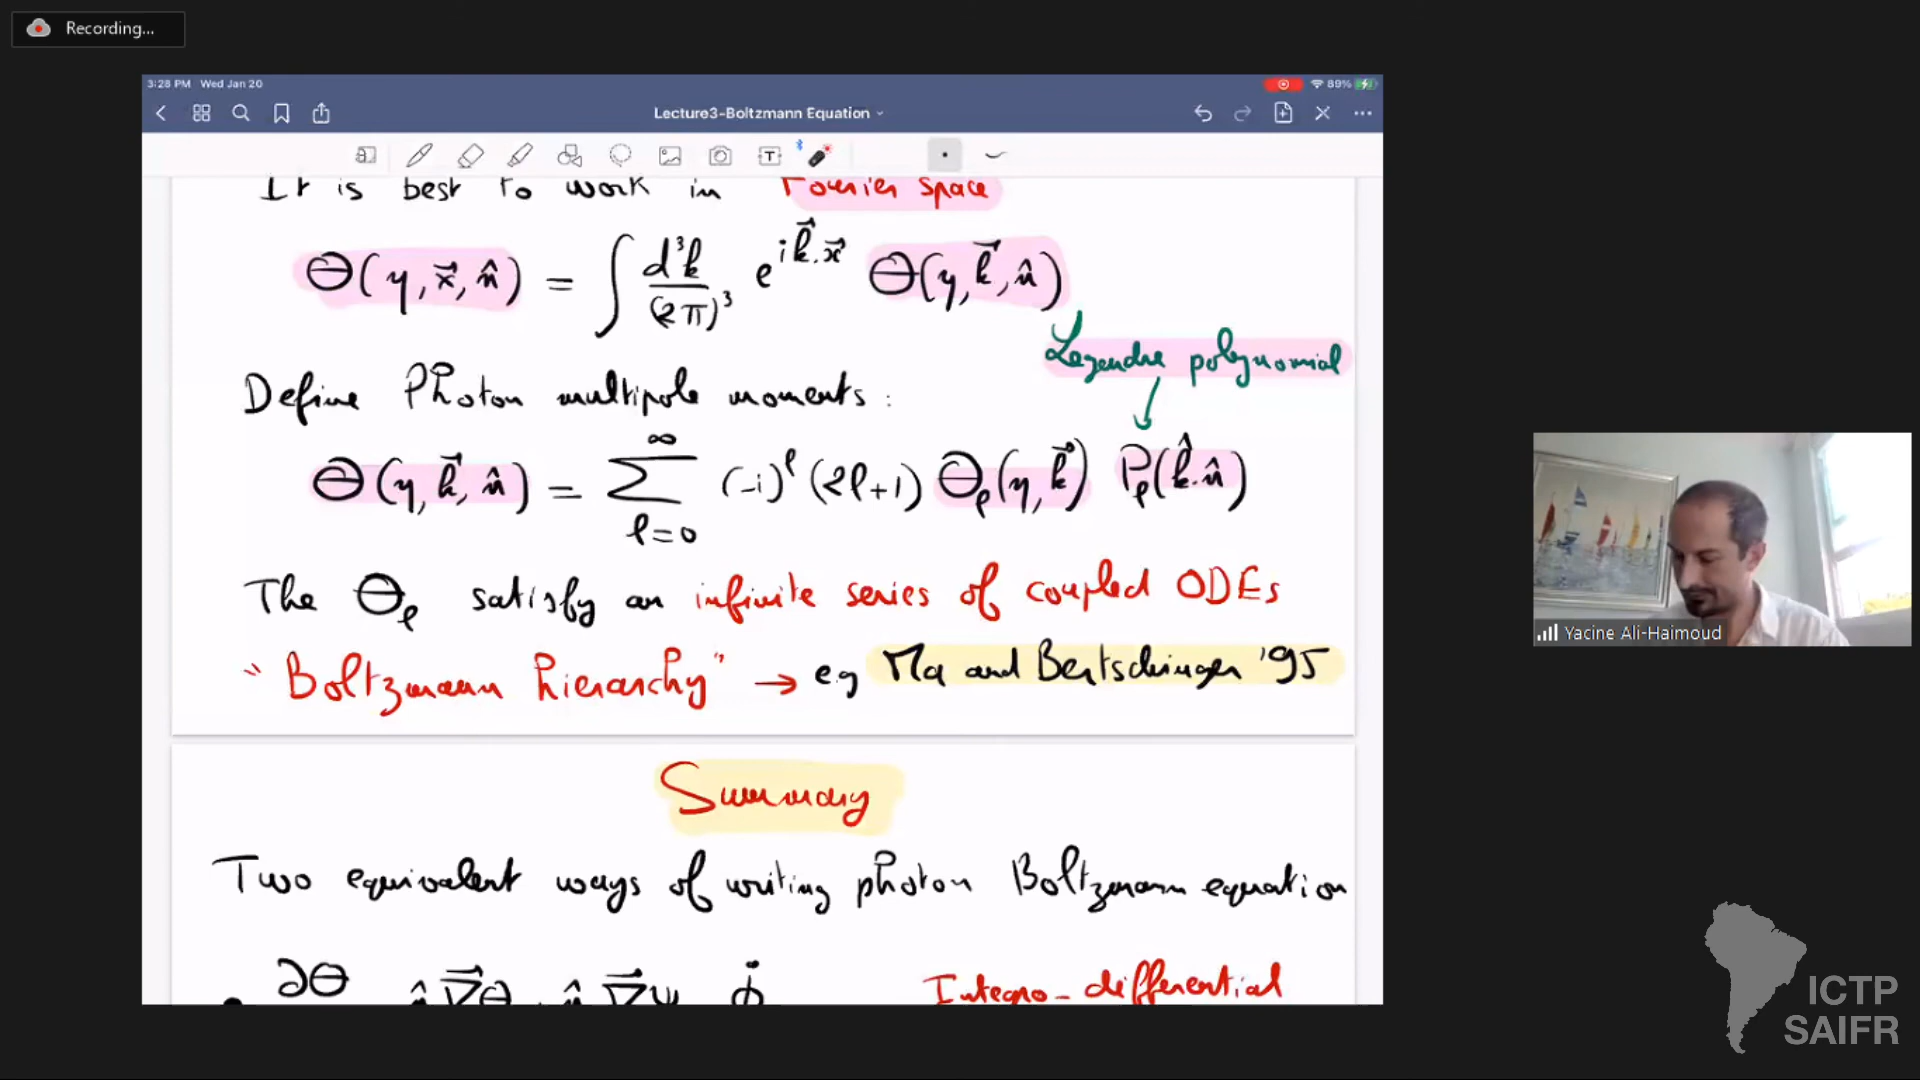 Recording...
3:28 PM Wed Jan 20
89%
Lecture3-Boltzmann Equation
It is best to work in Fourier space
Θ(η, x⃗, n̂) = ∫ d³k/(2π)³ e^{ik⃗.x⃗} Θ(η, k⃗, n̂)
Legendre polynomial
Define Photon multipole moments:
Θ(η, k⃗, n̂) = ∑_{ℓ=0}^{∞} (-i)^ℓ (2ℓ+1) Θ_ℓ(η, k⃗) P_ℓ(k̂.n̂)
The Θ_ℓ satisfy an infinite series of coupled ODEs
"Boltzmann hierarchy" → e.g Ma and Bertschinger '95
Summary
Two equivalent ways of writing photon Boltzmann equation
Integro-differential
Yacine Ali-Haimoud
ICTP
SAIFR